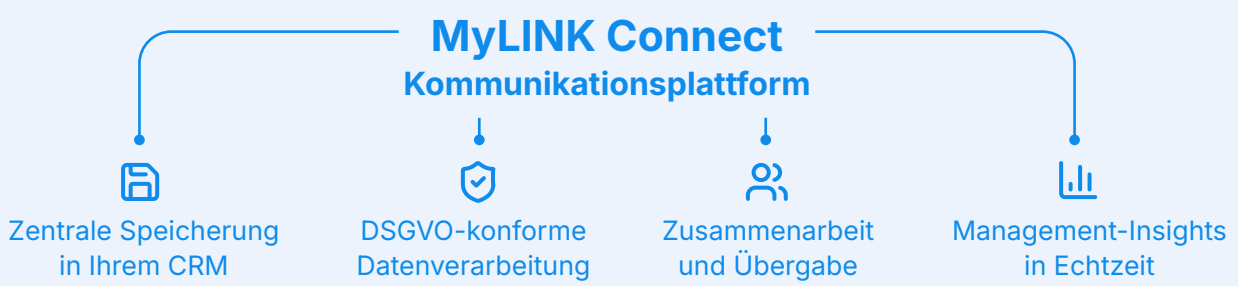 MyLINK Connect
Kommunikationsplattform
Zentrale Speicherung
in Ihrem CRM
DSGVO-konforme
Datenverarbeitung
Zusammenarbeit
und Übergabe
Management-Insights
in Echtzeit